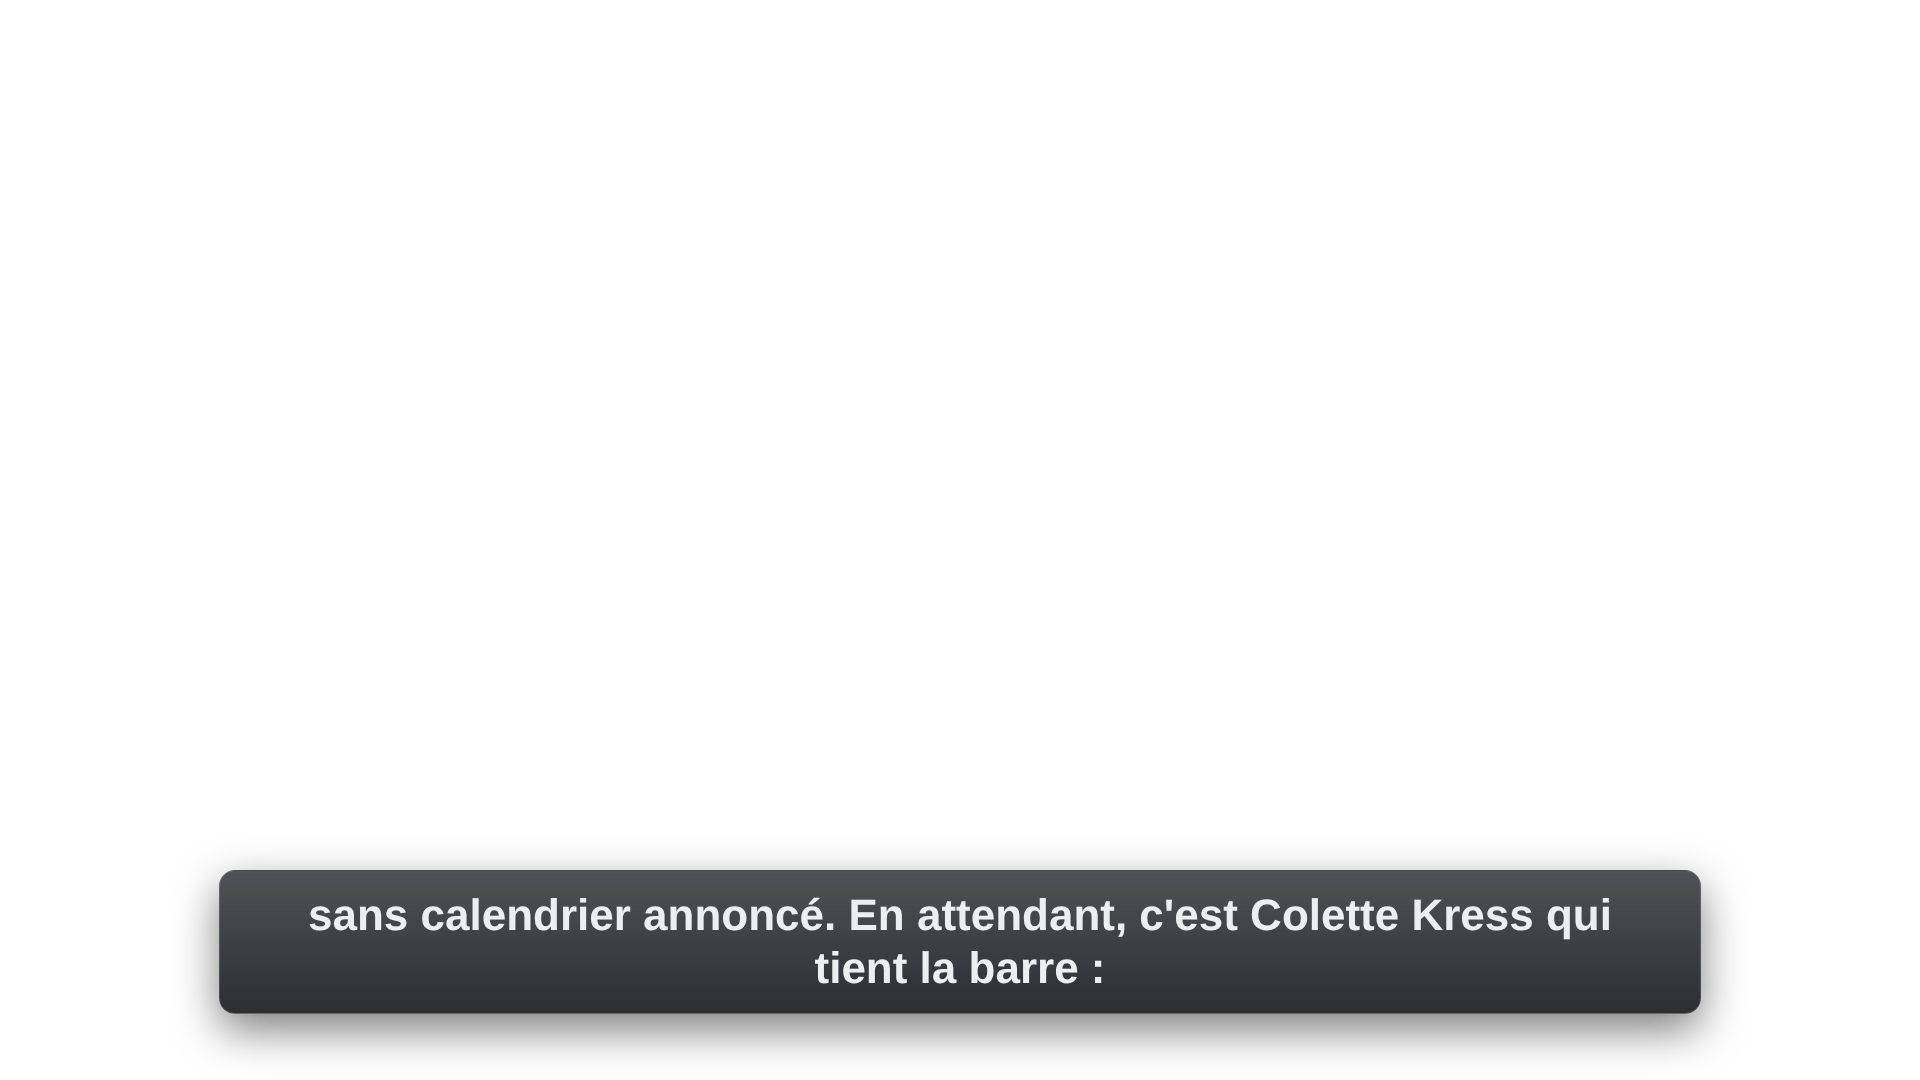 sans calendrier annoncé. En attendant, c'est Colette Kress qui
tient la barre :